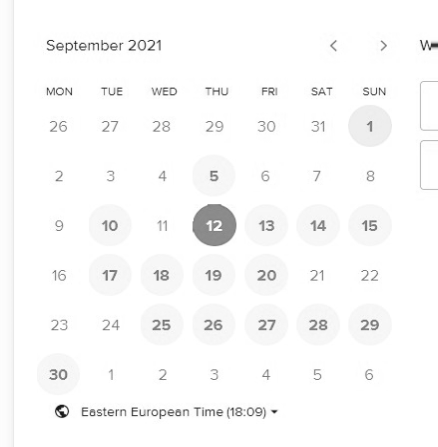 September 2021
MON TUE WED THU FRI SAT SUN
26 27 28 29 30 31 1
2 3 4 5 6 7 8
9 10 11 12 13 14 15
16 17 18 19 20 21 22
23 24 25 26 27 28 29
30 1 2 3 4 5 6
Eastern European Time (18:09)